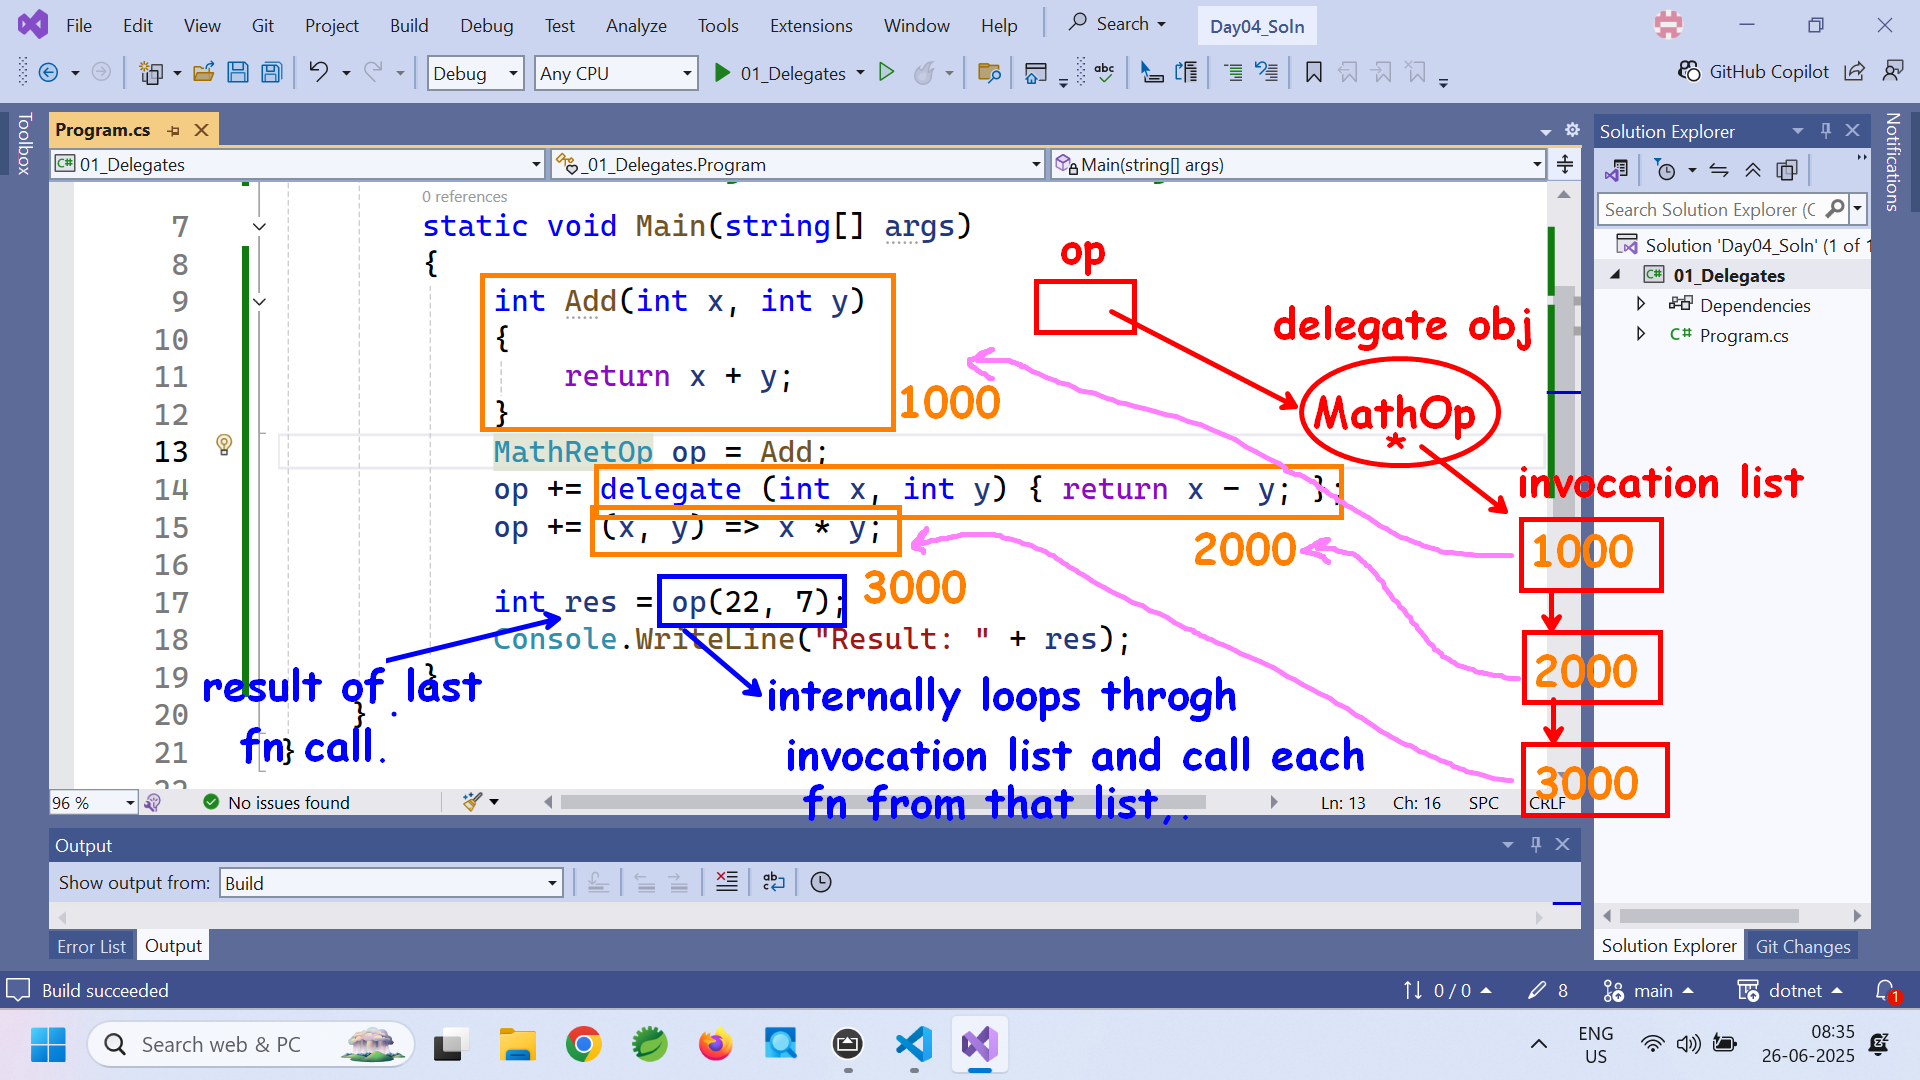 File Edit View Git Project Build Debug Test Analyze Tools Extensions Window Help Search Day04_Soln
Debug Any CPU 01_Delegates abc GitHub Copilot
Toolbox
Program.cs
01_Delegates _01_Delegates.Program Main(string[] args)
0 references
7 static void Main(string[] args)
8 {
9 int Add(int x, int y)
10 {
11 return x + y;
12 }
13 MathRetOp op = Add;
14 op += delegate (int x, int y) { return x - y; };
15 op += (x, y) => x * y;
16
17 int res = op(22, 7);
18 Console.WriteLine("Result: " + res);
19 }
20 }
21 }
op
delegate obj
MathOp
*
invocation list
1000
2000
3000
1000
2000
3000
result of last
fn call.
internally loops throgh
invocation list and call each
fn from that list,.
96 % No issues found Ln: 13 Ch: 16 SPC CRLF
Output
Show output from: Build
Error List Output
Solution Explorer
Search Solution Explorer (C
Solution 'Day04_Soln' (1 of 1
C# 01_Delegates
Dependencies
C# Program.cs
Solution Explorer Git Changes
Notifications
Build succeeded 0 / 0 8 main dotnet 1
Search web & PC
ENG
US
08:35
26-06-2025